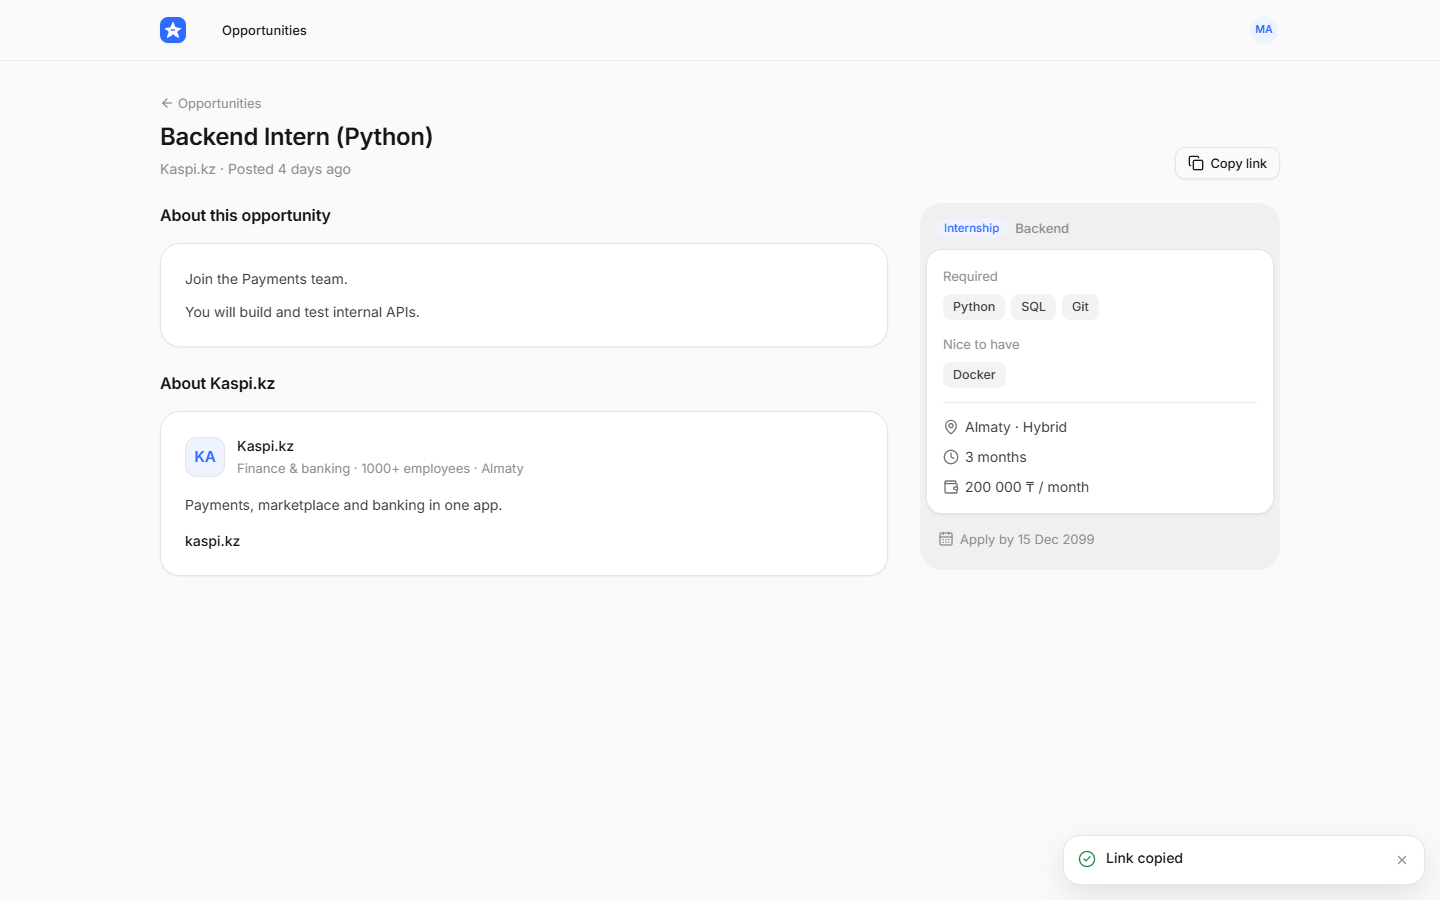 Opportunities
MA
Opportunities
Backend Intern (Python)
Kaspi.kz · Posted 4 days ago
Copy link
About this opportunity
Join the Payments team.
You will build and test internal APIs.
About Kaspi.kz
KA
Kaspi.kz
Finance & banking · 1000+ employees · Almaty
Payments, marketplace and banking in one app.
kaspi.kz
Internship Backend
Required
Python SQL Git
Nice to have
Docker
Almaty · Hybrid
3 months
200 000 ₸ / month
Apply by 15 Dec 2099
Link copied